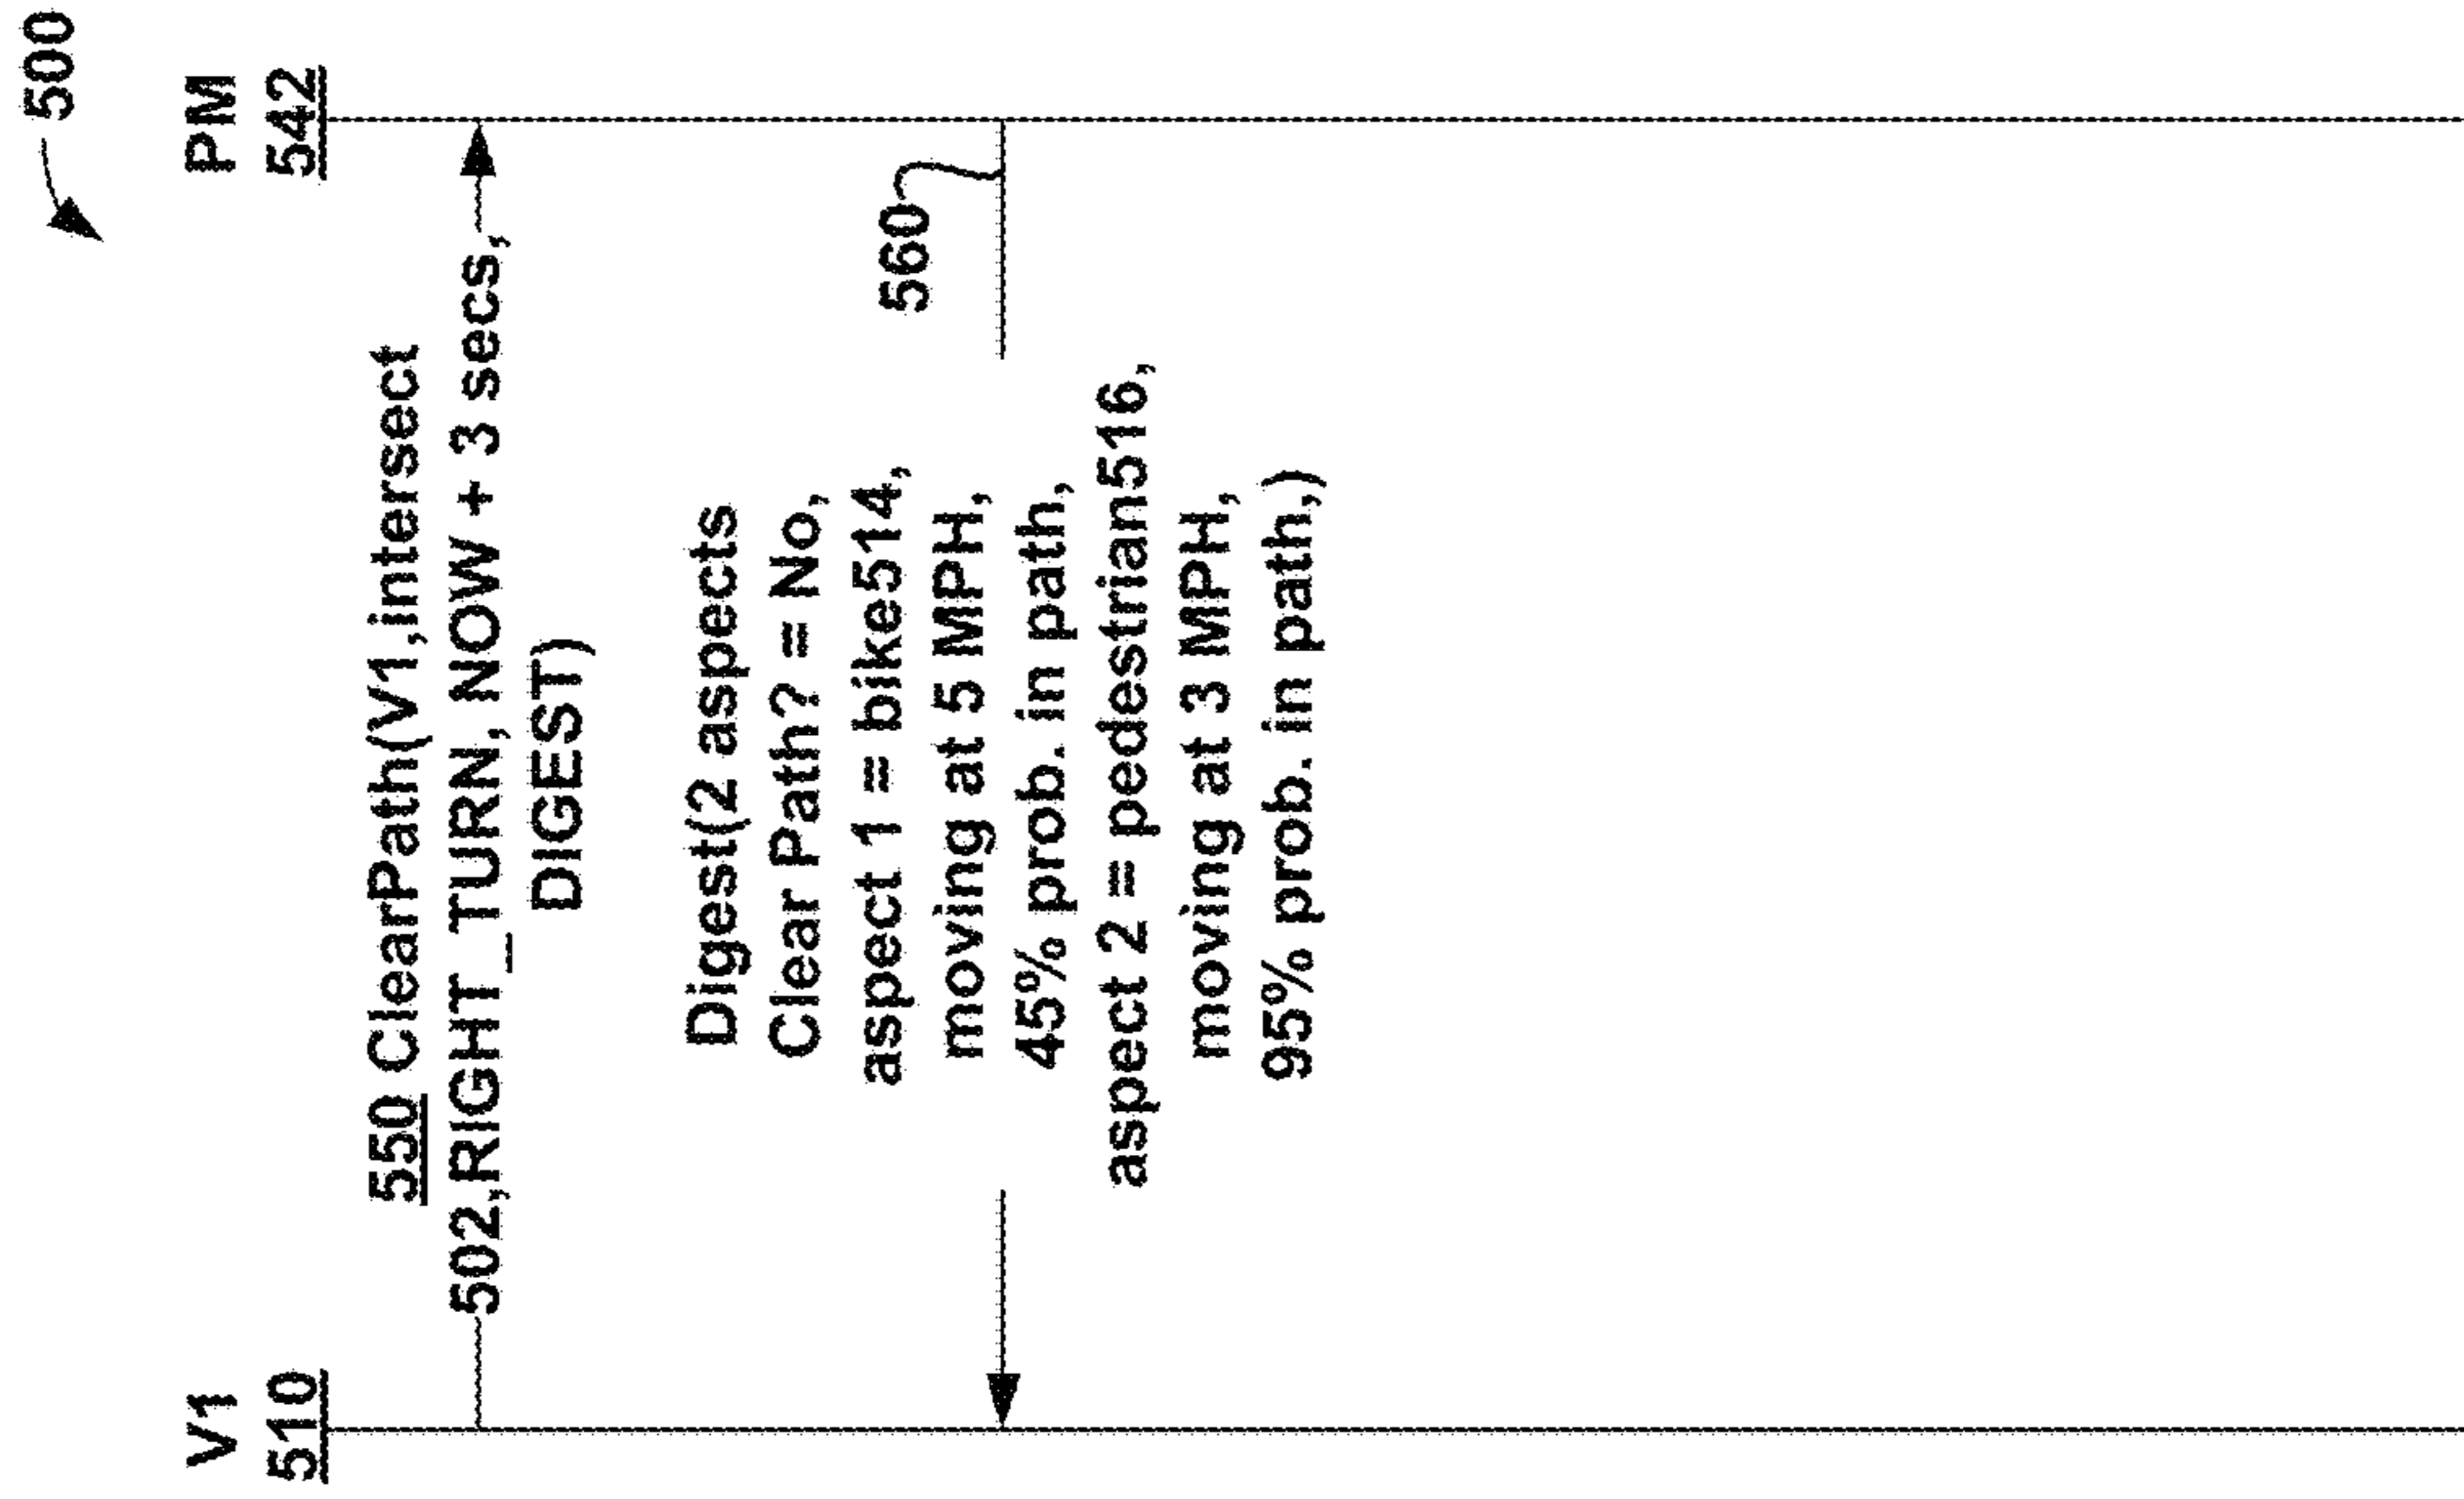 500
V1
510
PM
542
550 ClearPath(V1,intersect
502,RIGHT_TURN, NOW + 3 secs,
DIGEST)
560
Digest(2 aspects
Clear Path? = No,
aspect 1 = bike514,
moving at 5 MPH,
45% prob. in path,
aspect 2 = pedestrian516,
moving at 3 MPH,
95% prob. in path,)